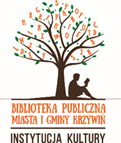 BIBLIOTEKA PUBLICZNA
MIASTA I GMINY KRZYWIŃ
INSTYTUCJA KULTURY